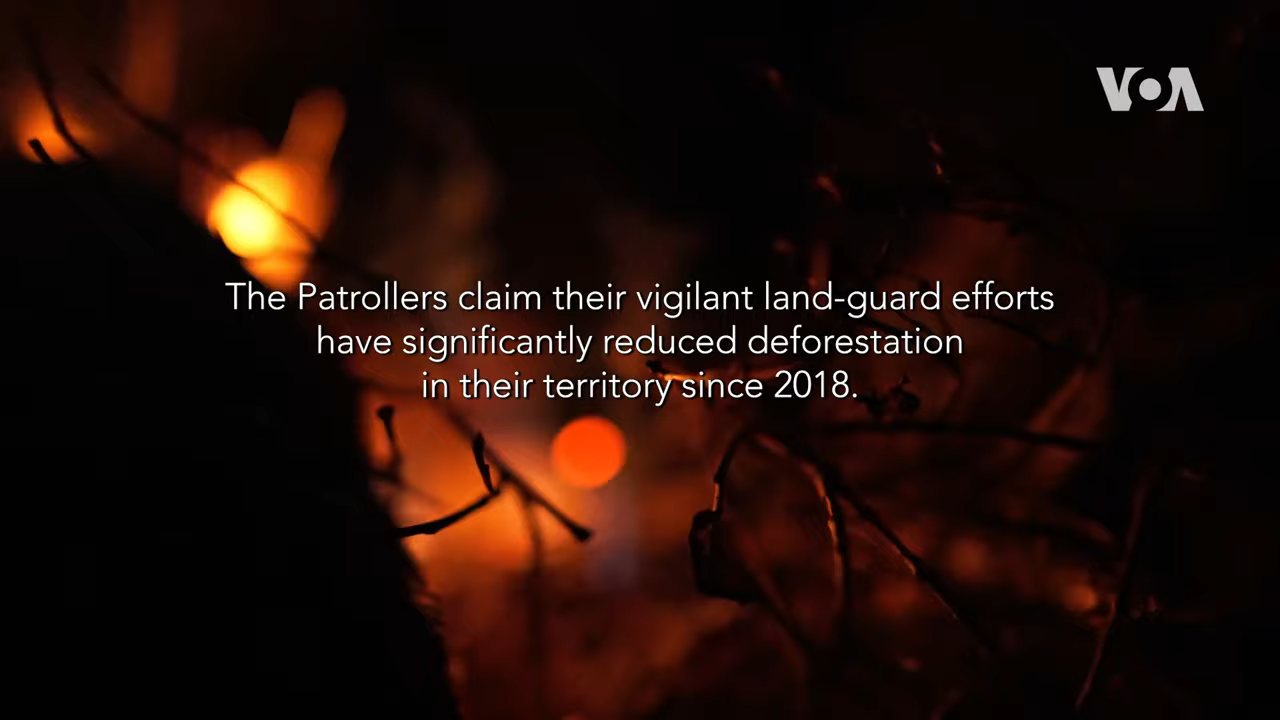 VOA
The Patrollers claim their vigilant land-guard efforts
have significantly reduced deforestation
in their territory since 2018.